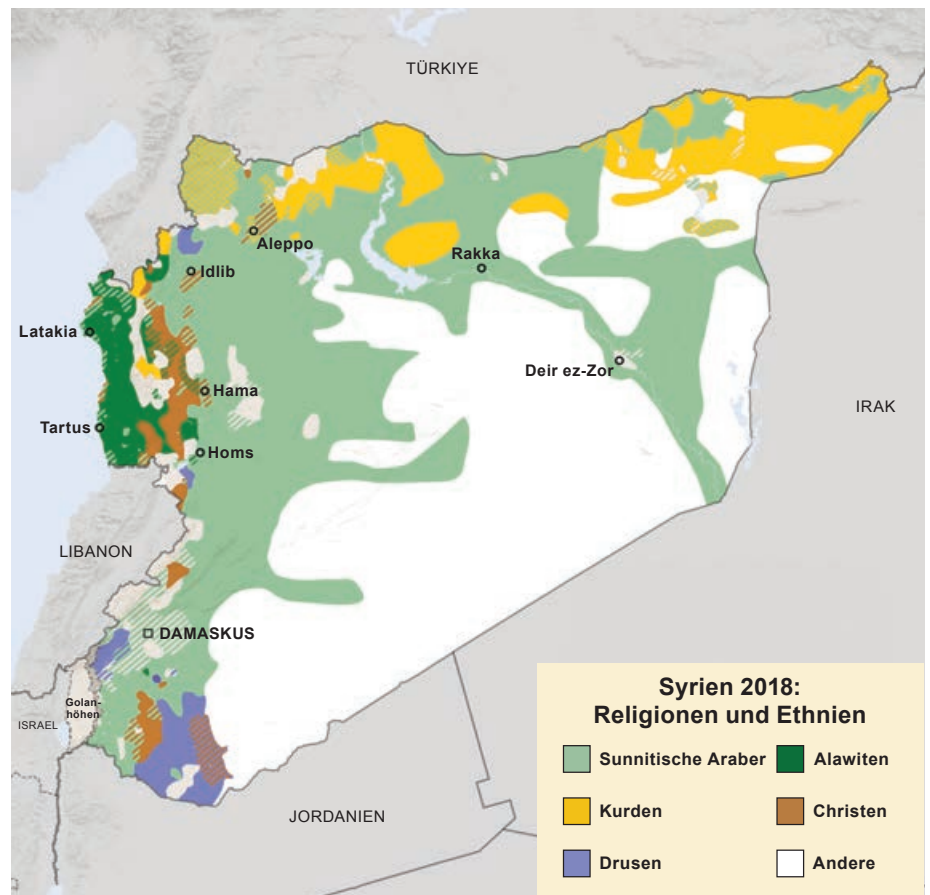 TÜRKIYE
Aleppo
Idlib
Rakka
Latakia
Deir ez-Zor
Hama
IRAK
Tartus
Homs
LIBANON
DAMASKUS
Golan-
höhen
ISRAEL
JORDANIEN
Syrien 2018:
Religionen und Ethnien
Sunnitische Araber
Alawiten
Kurden
Christen
Drusen
Andere